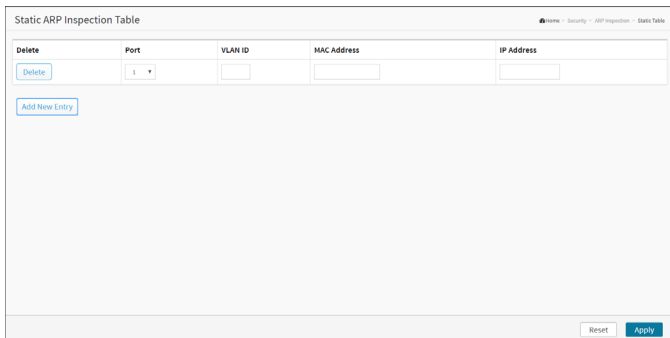 Static ARP Inspection Table
Home > Security > ARP Inspection > Static Table
Delete Port VLAN ID MAC Address IP Address
Delete 1
Add New Entry
Reset Apply